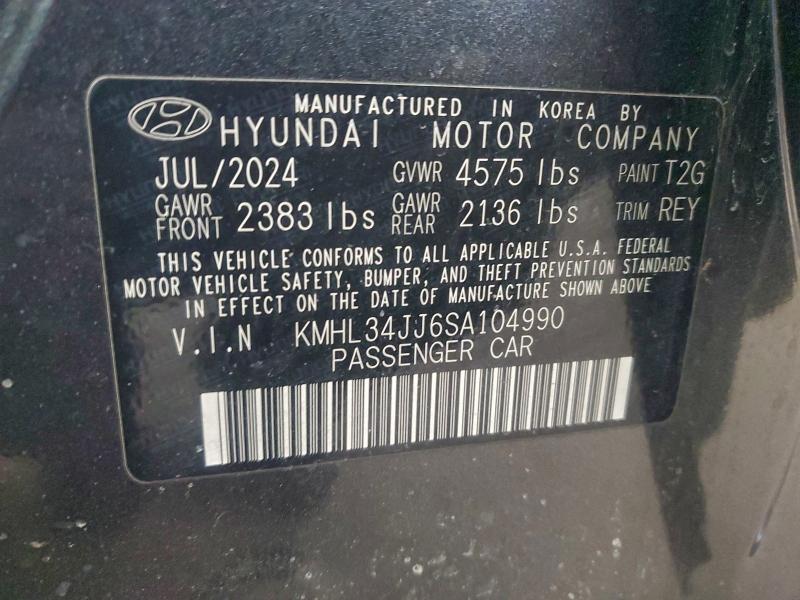 MANUFACTURED IN KOREA BY
HYUNDAI MOTOR COMPANY
JUL/2024 GVWR 4575 lbs PAINT T2G
GAWR FRONT 2383 lbs GAWR REAR 2136 lbs TRIM REY
THIS VEHICLE CONFORMS TO ALL APPLICABLE U.S.A. FEDERAL
MOTOR VEHICLE SAFETY, BUMPER, AND THEFT PREVENTION STANDARDS
IN EFFECT ON THE DATE OF MANUFACTURE SHOWN ABOVE
V.I.N KMHL34JJ6SA104990
PASSENGER CAR